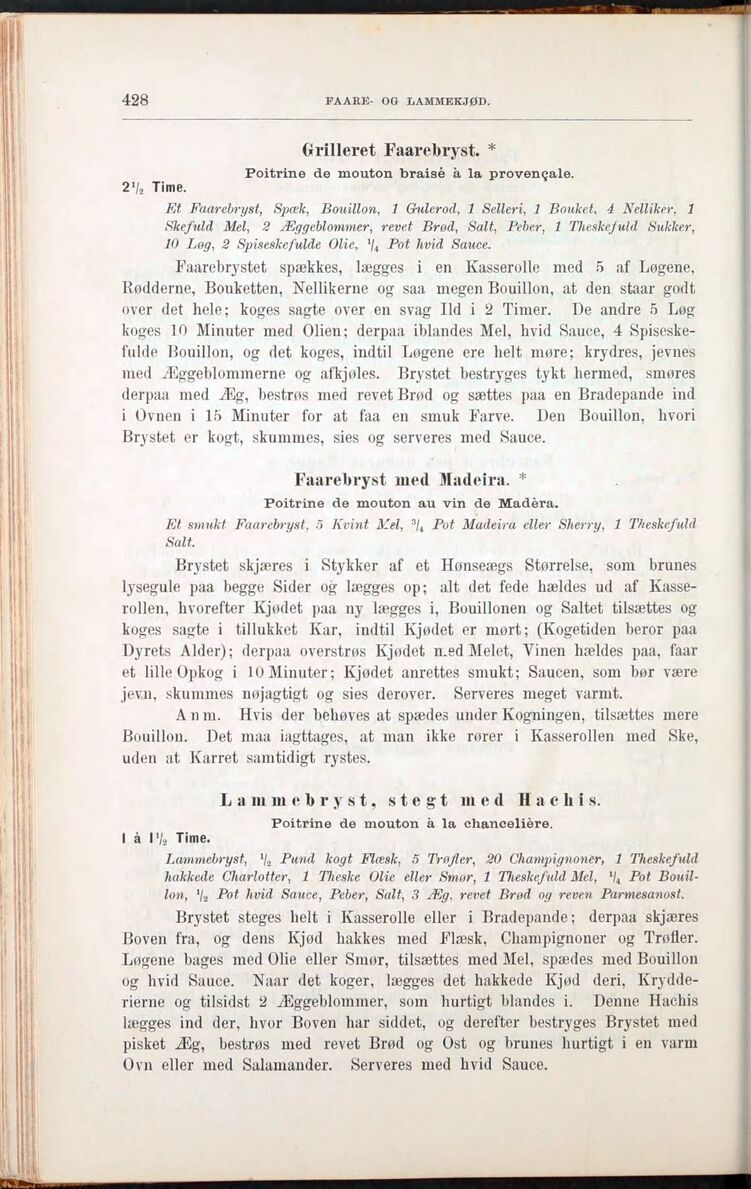 428
FAARE- OG LAMMEKJØD.
Grilleret Faarebryst. *
Poitrine de mouton braisé à la provençale.
2¹/₂ Time.
Et Faarebryst, Spæk, Bouillon, 1 Gulerod, 1 Selleri, 1 Bouket, 4 Nelliker, 1
Skefuld Mel, 2 Æggeblommer, revet Brød, Salt, Peber, 1 Theskefuld Sukker,
10 Løg, 2 Spiseskefulde Olie, ¹/₄ Pot hvid Sauce.
Faarebrystet spækkes, lægges i en Kasserolle med 5 af Løgene,
Rødderne, Bouketten, Nellikerne og saa megen Bouillon, at den staar godt
over det hele; koges sagte over en svag Ild i 2 Timer. De andre 5 Løg
koges 10 Minuter med Olien; derpaa iblandes Mel, hvid Sauce, 4 Spiseske-
fulde Bouillon, og det koges, indtil Løgene ere helt møre; krydres, jevnes
med Æggeblommerne og afkjøles. Brystet bestryges tykt hermed, smøres
derpaa med Æg, bestrøs med revet Brød og sættes paa en Bradepande ind
i Ovnen i 15 Minuter for at faa en smuk Farve. Den Bouillon, hvori
Brystet er kogt, skummes, sies og serveres med Sauce.
Faarebryst med Madeira. *
Poitrine de mouton au vin de Madèra.
Et smukt Faarebryst, 5 Kvint Mel, ³/₄ Pot Madeira eller Sherry, 1 Theskefuld
Salt.
Brystet skjæres i Stykker af et Hønseægs Størrelse, som brunes
lysegule paa begge Sider og lægges op; alt det fede hældes ud af Kasse-
rollen, hvorefter Kjødet paa ny lægges i, Bouillonen og Saltet tilsættes og
koges sagte i tillukket Kar, indtil Kjødet er mørt; (Kogetiden beror paa
Dyrets Alder); derpaa overstrøs Kjødet med Melet, Vinen hældes paa, faar
et lille Opkog i 10 Minuter; Kjødet anrettes smukt; Saucen, som bør være
jevn, skummes nøjagtigt og sies derover. Serveres meget varmt.
Anm. Hvis der behøves at spædes under Kogningen, tilsættes mere
Bouillon. Det maa iagttages, at man ikke rører i Kasserollen med Ske,
uden at Karret samtidigt rystes.
Lammebryst, stegt med Hachis.
Poitrine de mouton à la chancelière.
1 à 1¹/₂ Time.
Lammebryst, ¹/₂ Pund kogt Flæsk, 5 Trøfler, 20 Champignoner, 1 Theskefuld
hakkede Charlotter, 1 Theske Olie eller Smør, 1 Theskefuld Mel, ¹/₄ Pot Bouil-
lon, ¹/₂ Pot hvid Sauce, Peber, Salt, 3 Æg, revet Brød og reven Parmesanost.
Brystet steges helt i Kasserolle eller i Bradepande; derpaa skjæres
Boven fra, og dens Kjød hakkes med Flæsk, Champignoner og Trøfler.
Løgene bages med Olie eller Smør, tilsættes med Mel, spædes med Bouillon
og hvid Sauce. Naar det koger, lægges det hakkede Kjød deri, Krydde-
rierne og tilsidst 2 Æggeblommer, som hurtigt blandes i. Denne Hachis
lægges ind der, hvor Boven har siddet, og derefter bestryges Brystet med
pisket Æg, bestrøs med revet Brød og Ost og brunes hurtigt i en varm
Ovn eller med Salamander. Serveres med hvid Sauce.